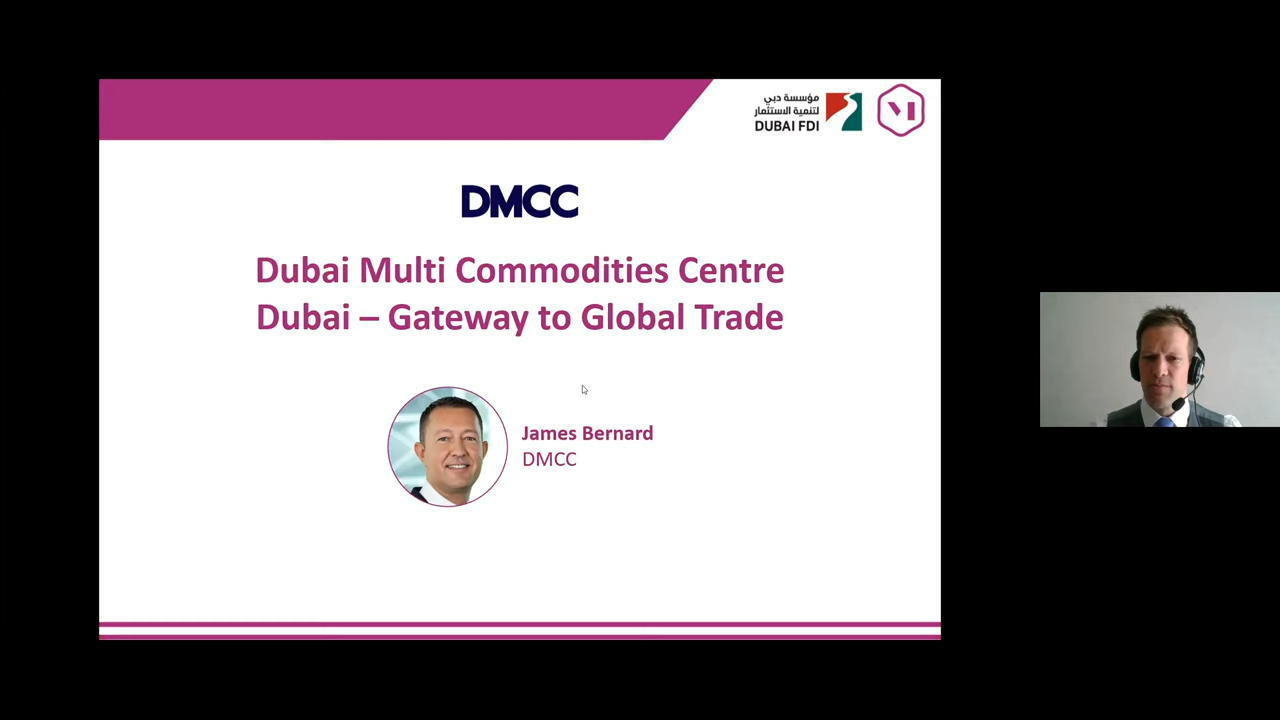 مؤسسة دبي
لتنمية الاستثمار
DUBAI FDI
DMCC
Dubai Multi Commodities Centre
Dubai – Gateway to Global Trade
James Bernard
DMCC